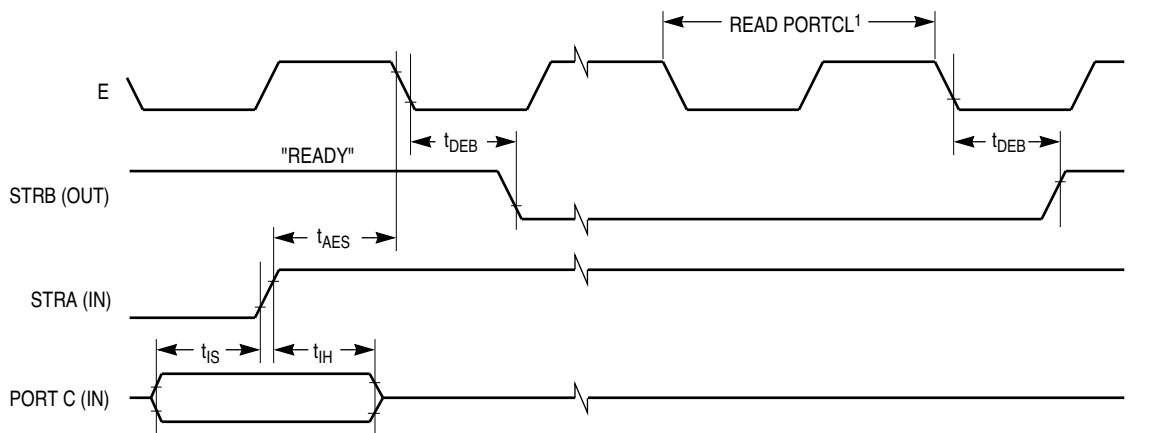 READ PORTCL1
E
tDEB
tDEB
"READY"
STRB (OUT)
tAES
STRA (IN)
tIS
tIH
PORT C (IN)